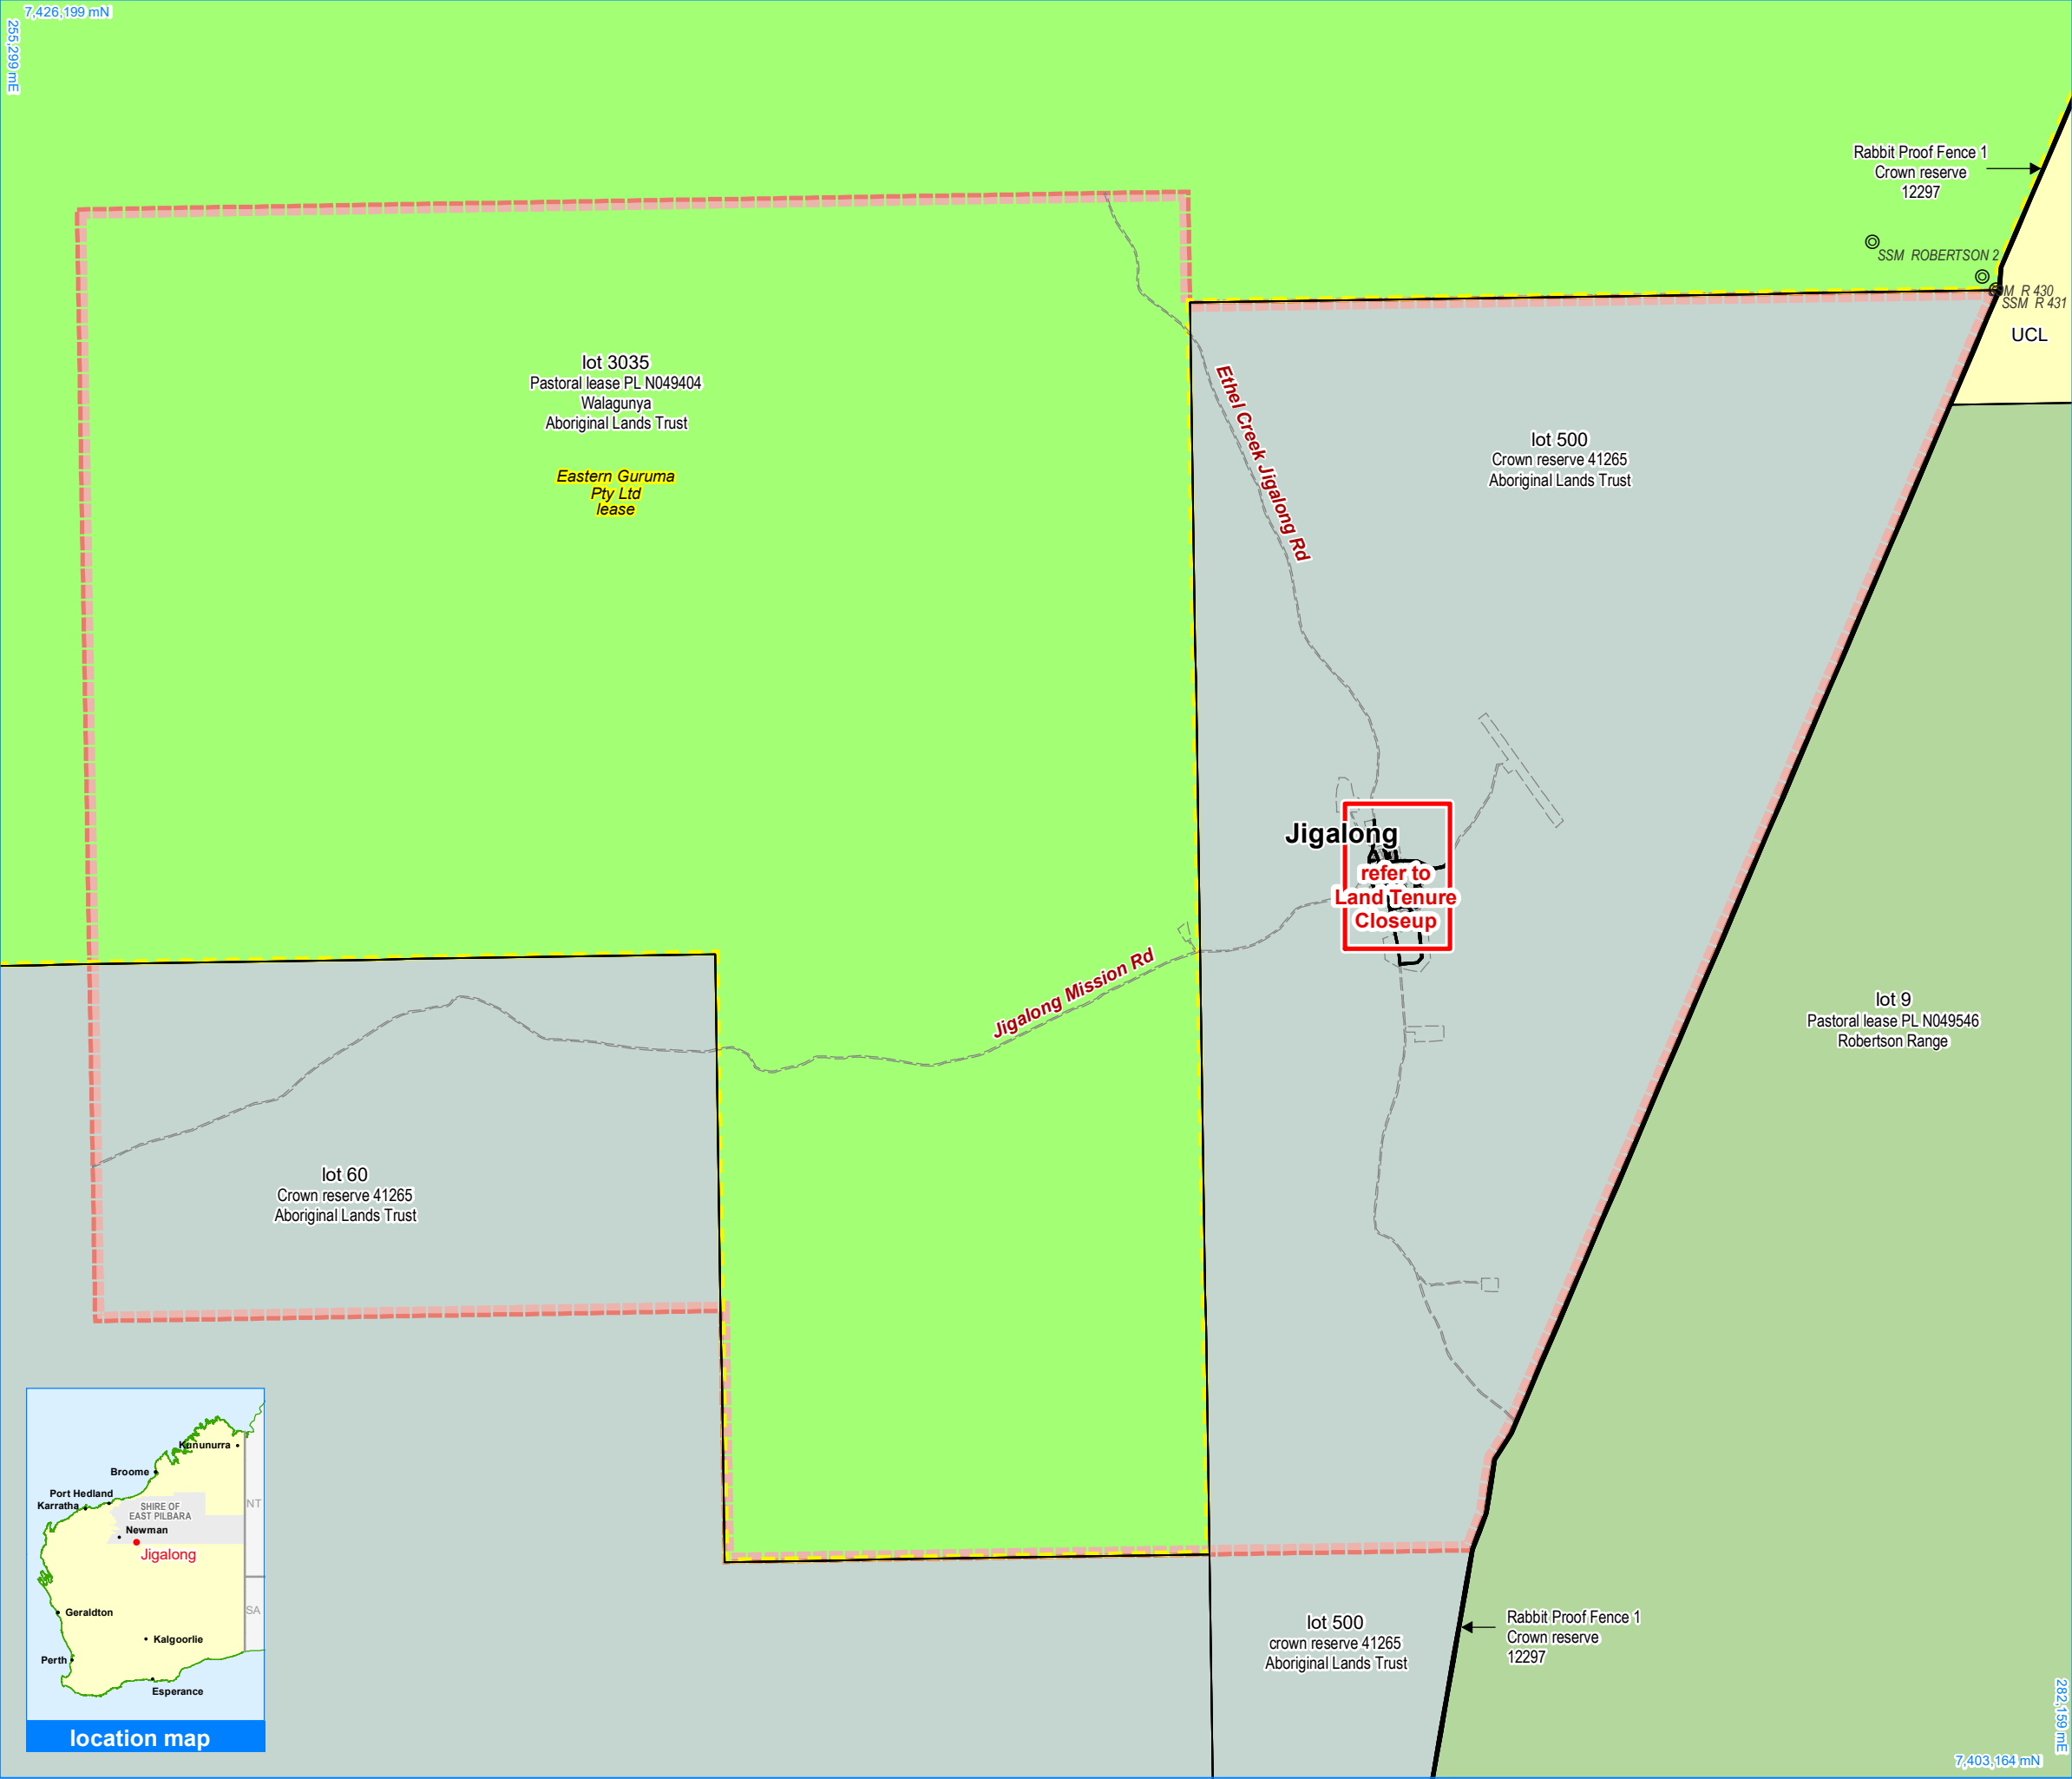 7,426,199 mN
255,299 mE
Rabbit Proof Fence 1
Crown reserve
12297
SSM ROBERTSON 2
M R 430
SSM R 431
UCL
lot 3035
Pastoral lease PL N049404
Walagunya
Aboriginal Lands Trust
Eastern Guruma
Pty Ltd
lease
Ethel Creek Jigalong Rd
lot 500
Crown reserve 41265
Aboriginal Lands Trust
Jigalong
refer to
Land Tenure
Closeup
Jigalong Mission Rd
lot 9
Pastoral lease PL N049546
Robertson Range
lot 60
Crown reserve 41265
Aboriginal Lands Trust
lot 500
crown reserve 41265
Aboriginal Lands Trust
Rabbit Proof Fence 1
Crown reserve
12297
Kununurra
Broome
Port Hedland
Karratha
SHIRE OF
EAST PILBARA
NT
Newman
Jigalong
SA
Geraldton
Kalgoorlie
Perth
Esperance
location map
282,159 mE
7,403,164 mN